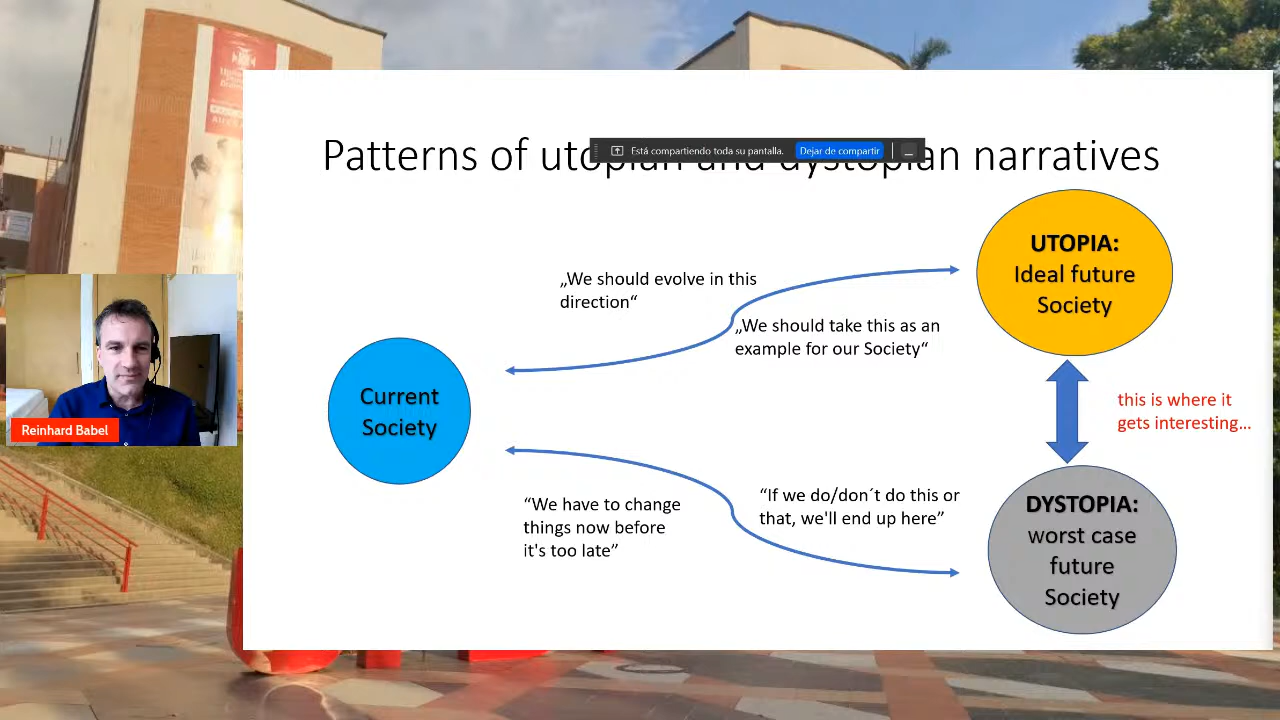 Patterns of utopian and dystopian narratives
Está compartiendo toda su pantalla.
Dejar de compartir
UTOPIA:
Ideal future
Society
„We should evolve in this
direction“
„We should take this as an
example for our Society“
Current
Society
this is where it
gets interesting...
“We have to change
things now before
it's too late”
“If we do/don´t do this or
that, we'll end up here”
DYSTOPIA:
worst case
future
Society
Reinhard Babel